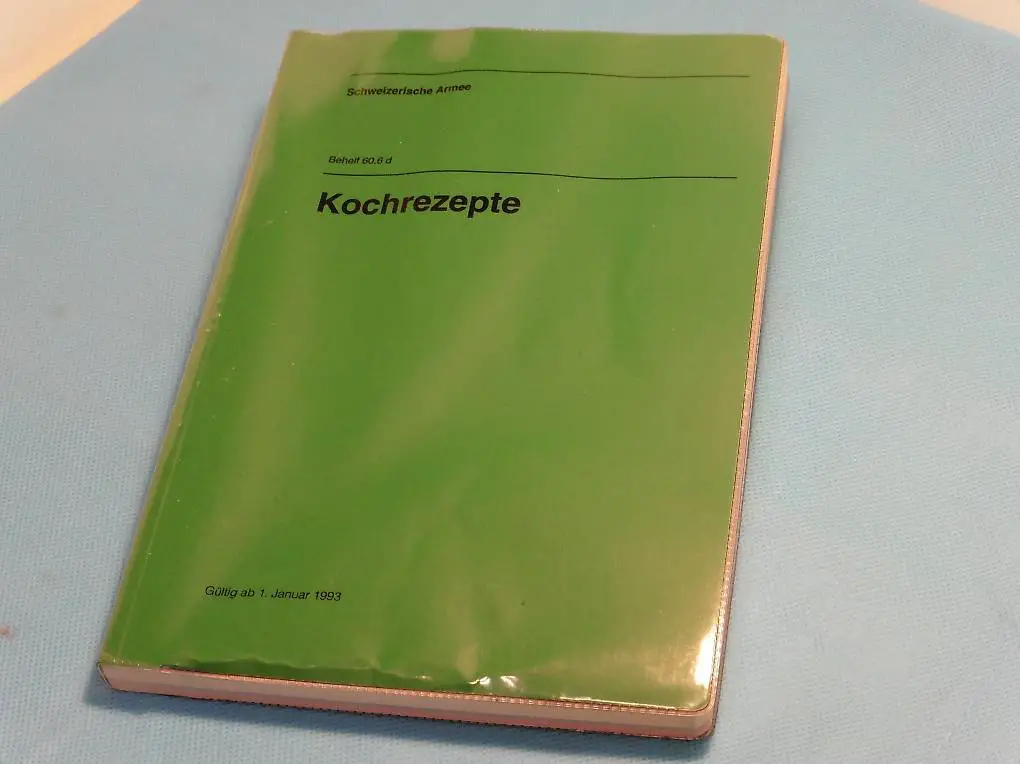 Schweizerische Armee
Behelf 60.6 d
Kochrezepte
Gültig ab 1. Januar 1993